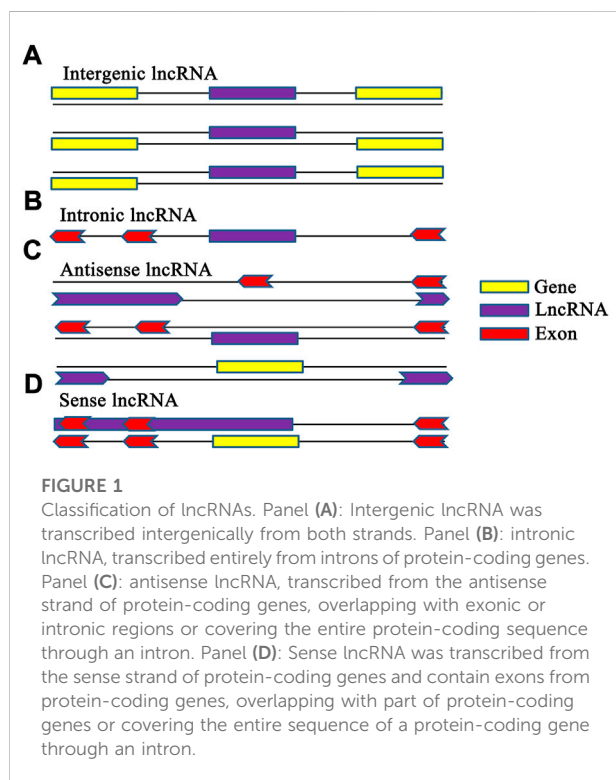 A
Intergenic lncRNA
B
Intronic lncRNA
C
Antisense lncRNA
Gene
LncRNA
Exon
D
Sense lncRNA
FIGURE 1
Classification of lncRNAs. Panel (A): Intergenic lncRNA was
transcribed intergenically from both strands. Panel (B): intronic
lncRNA, transcribed entirely from introns of protein-coding genes.
Panel (C): antisense lncRNA, transcribed from the antisense
strand of protein-coding genes, overlapping with exonic or
intronic regions or covering the entire protein-coding sequence
through an intron. Panel (D): Sense lncRNA was transcribed from
the sense strand of protein-coding genes and contain exons from
protein-coding genes, overlapping with part of protein-coding
genes or covering the entire sequence of a protein-coding gene
through an intron.